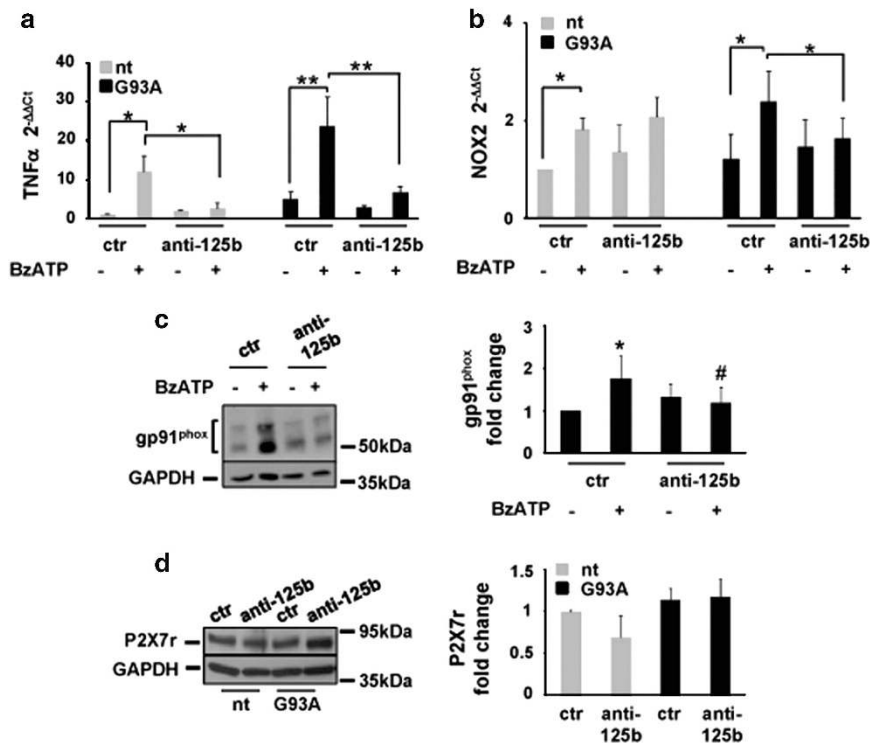 a
nt
G93A
TNFα 2-ΔΔCt
40
30
20
10
0
*
*
**
**
ctr
anti-125b
ctr
anti-125b
BzATP - + - + - + - +
b
nt
G93A
NOX2 2-ΔΔCt
4
2
0
*
*
*
ctr
anti-125b
ctr
anti-125b
BzATP - + - + - + - +
c
ctr
anti-
125b
BzATP - + - +
gp91phox
50kDa
GAPDH
35kDa
gp91phox
fold change
3
2
1
0
*
#
ctr
anti-125b
BzATP - + - +
d
ctr
anti-125b
ctr
anti-125b
P2X7r
95kDa
GAPDH
35kDa
nt
G93A
nt
G93A
P2X7r
fold change
1.5
1
0.5
0
ctr
anti-
125b
ctr
anti-
125b